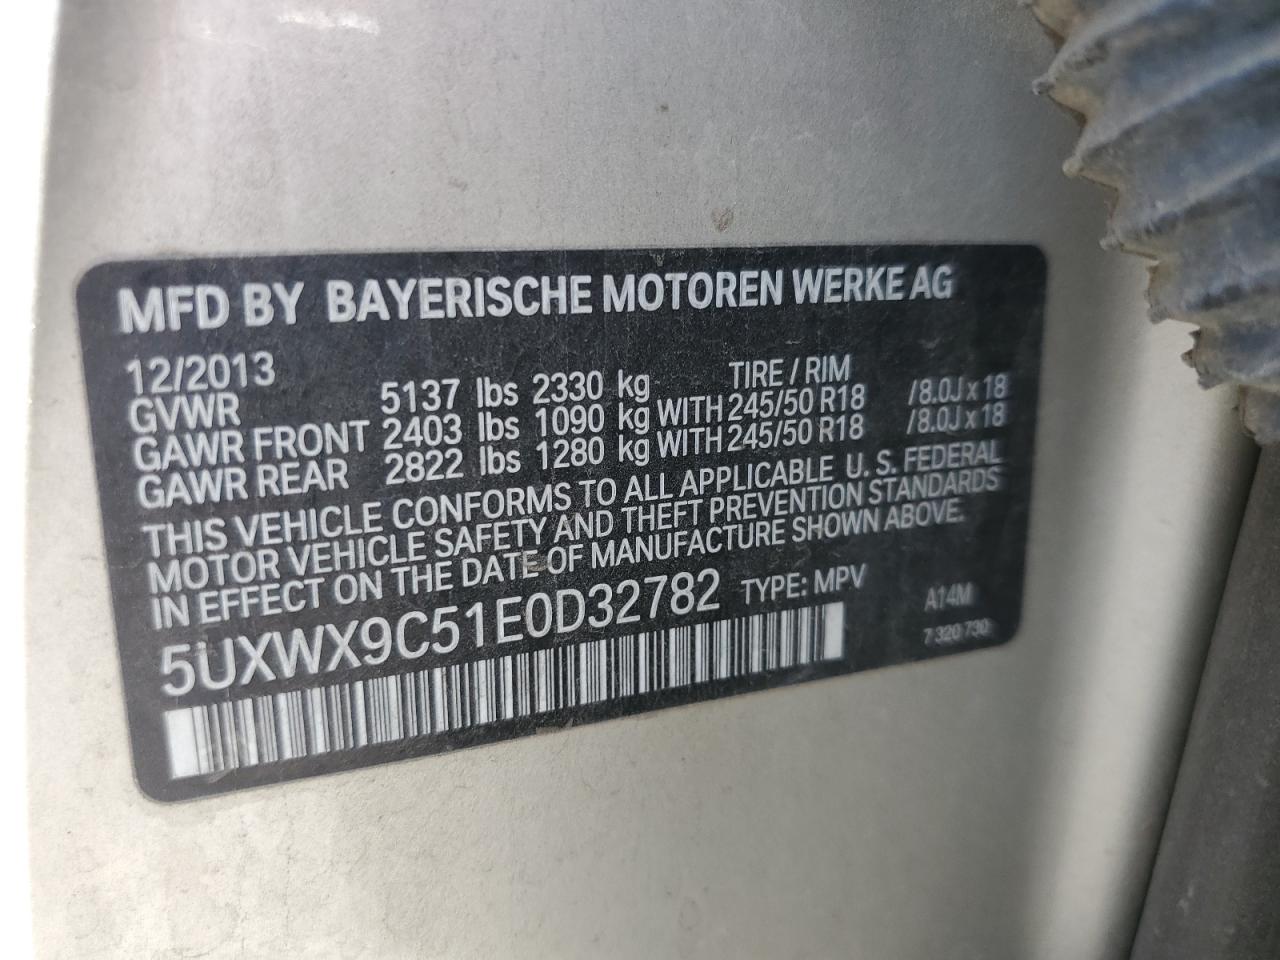 MFD BY BAYERISCHE MOTOREN WERKE AG
12/2013 TIRE / RIM
GVWR 5137 lbs 2330 kg
GAWR FRONT 2403 lbs 1090 kg WITH 245/50 R18 /8.0J x 18
GAWR REAR 2822 lbs 1280 kg WITH 245/50 R18 /8.0J x 18
THIS VEHICLE CONFORMS TO ALL APPLICABLE U. S. FEDERAL
MOTOR VEHICLE SAFETY AND THEFT PREVENTION STANDARDS
IN EFFECT ON THE DATE OF MANUFACTURE SHOWN ABOVE.
5UXWX9C51E0D32782 TYPE: MPV A14M
7 320 730